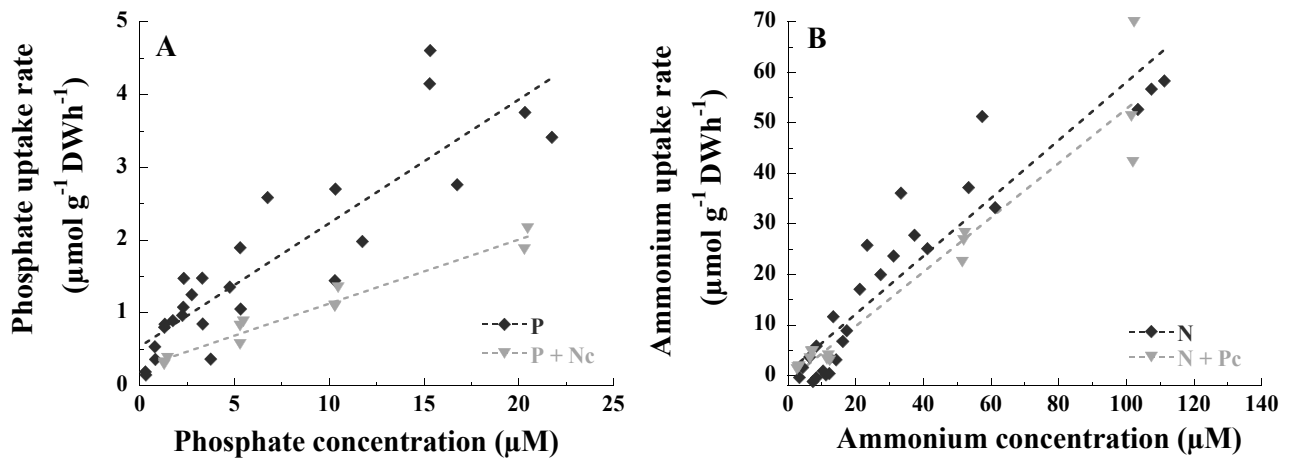 A
Phosphate uptake rate
(µmol g⁻¹ DWh⁻¹)
5
4
3
2
1
0
P
P + Nc
0 5 10 15 20 25
Phosphate concentration (µM)
B
Ammonium uptake rate
(µmol g⁻¹ DWh⁻¹)
70
60
50
40
30
20
10
0
N
N + Pc
0 20 40 60 80 100 120 140
Ammonium concentration (µM)